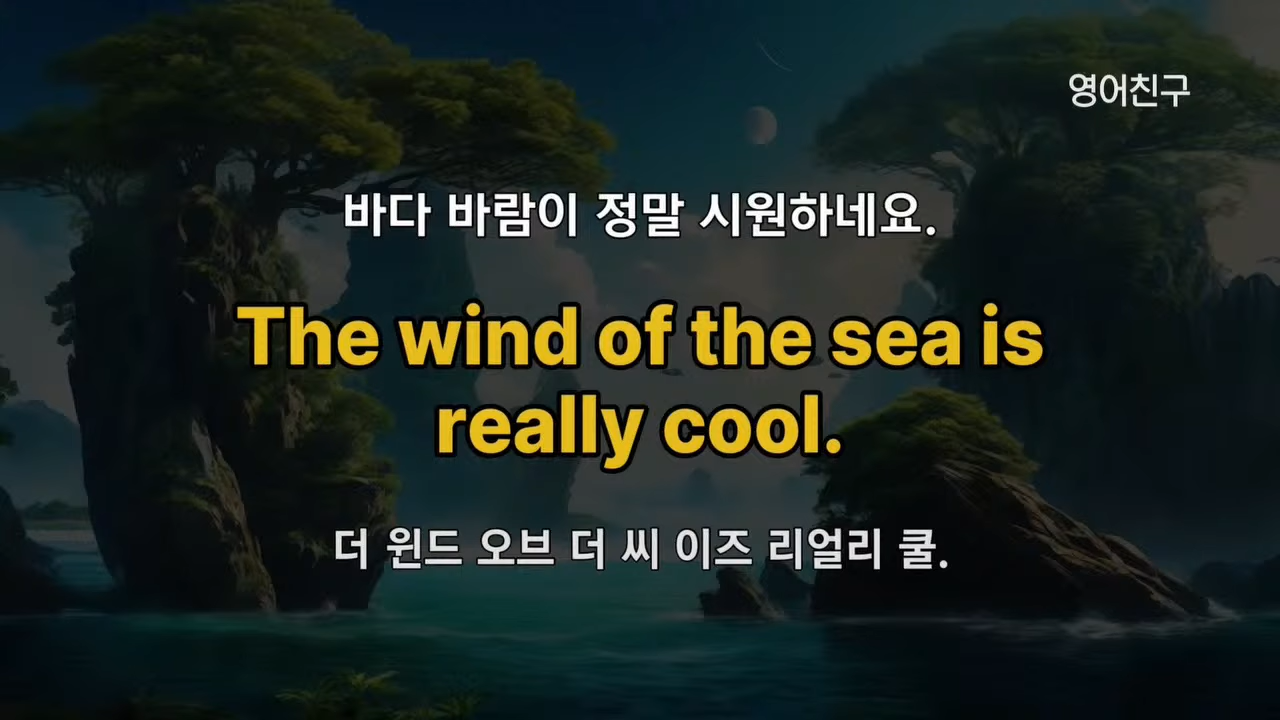 영어친구
바다 바람이 정말 시원하네요.
The wind of the sea is
really cool.
더 윈드 오브 더 씨 이즈 리얼리 쿨.